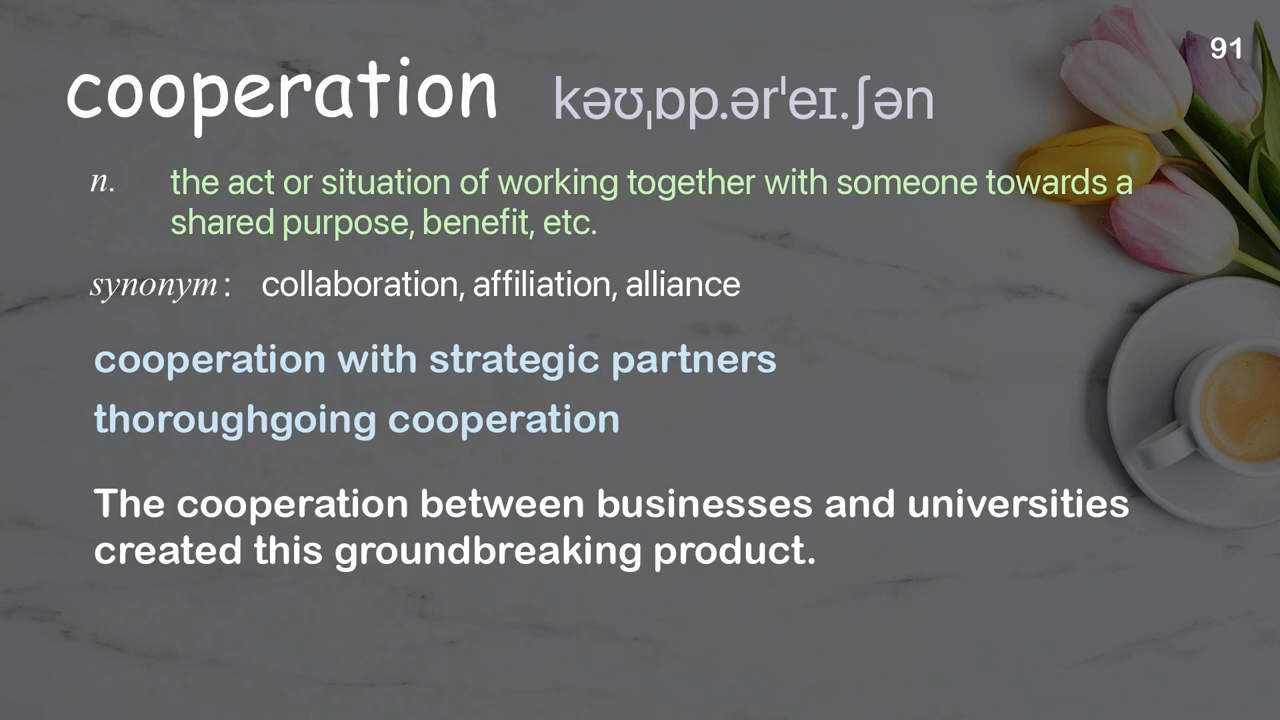 91
cooperation kəʊˌɒp.ərˈeɪ.ʃən
n. the act or situation of working together with someone towards a
shared purpose, benefit, etc.
synonym: collaboration, affiliation, alliance
cooperation with strategic partners
thoroughgoing cooperation
The cooperation between businesses and universities
created this groundbreaking product.